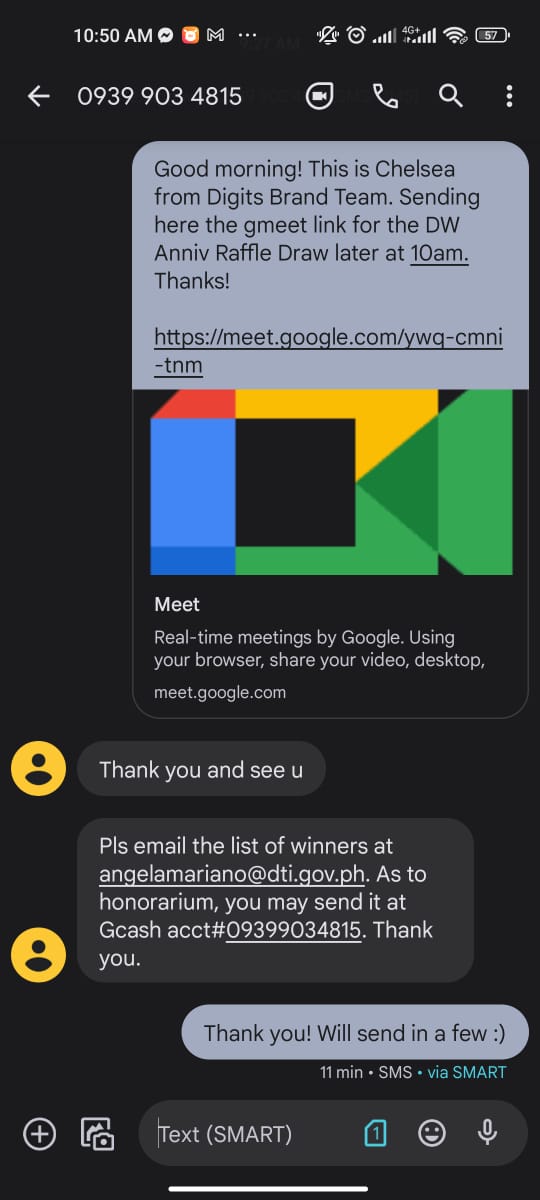 10:50 AM
4G+
57
0939 903 4815
Good morning! This is Chelsea
from Digits Brand Team. Sending
here the gmeet link for the DW
Anniv Raffle Draw later at 10am.
Thanks!
https://meet.google.com/ywq-cmni
-tnm
Meet
Real-time meetings by Google. Using
your browser, share your video, desktop,
meet.google.com
Thank you and see u
Pls email the list of winners at
angelamariano@dti.gov.ph. As to
honorarium, you may send it at
Gcash acct#09399034815. Thank
you.
Thank you! Will send in a few :)
11 min • SMS • via SMART
Text (SMART)
1